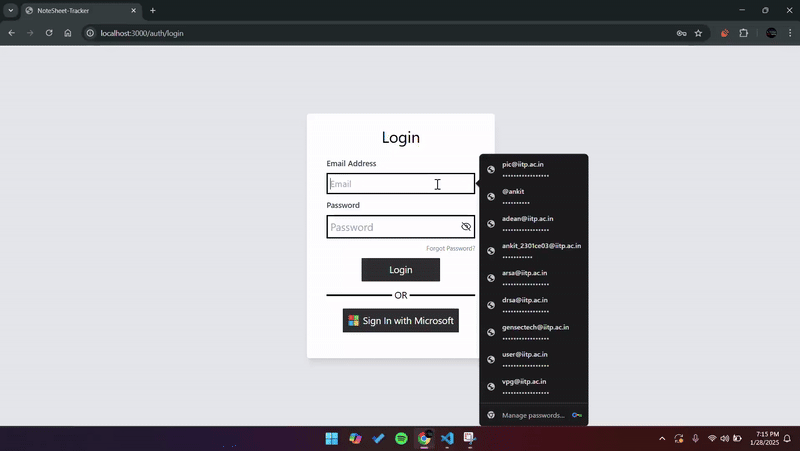 NoteSheet-Tracker
localhost:3000/auth/login
Login
Email Address
Email
Password
Password
Forgot Password?
Login
OR
Sign In with Microsoft
pic@iitp.ac.in
•••••••••••••••••
@ankit
••••••••••
adean@iitp.ac.in
•••••••••••••••••
ankit_2301ce03@iitp.ac.in
•••••••••••
arsa@iitp.ac.in
••••••••••••••••
drsa@iitp.ac.in
••••••••••••••••
gensectech@iitp.ac.in
•••••••••••••••••
user@iitp.ac.in
•••••••••••••••••
vpg@iitp.ac.in
•••••••••••••••••
Manage passwords...
7:15 PM
1/28/2025